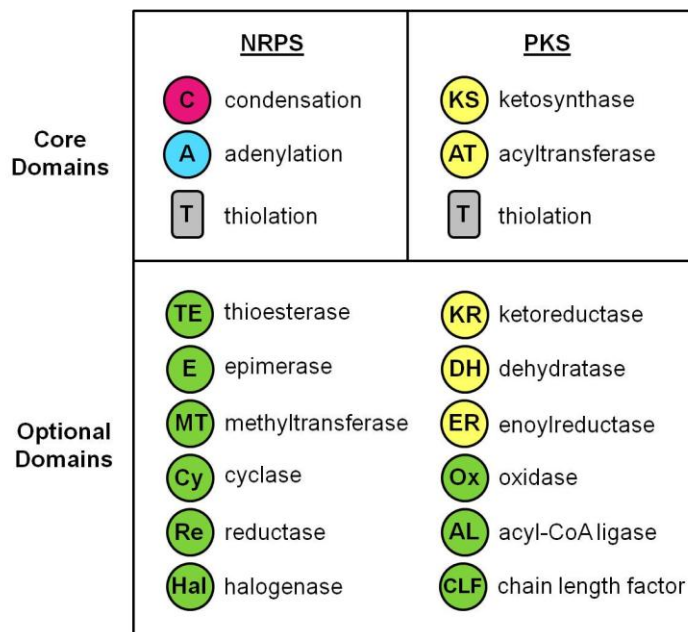 NRPS
PKS
Core
Domains
C condensation
KS ketosynthase
A adenylation
AT acyltransferase
T thiolation
T thiolation
Optional
Domains
TE thioesterase
KR ketoreductase
E epimerase
DH dehydratase
MT methyltransferase
ER enoylreductase
Cy cyclase
Ox oxidase
Re reductase
AL acyl-CoA ligase
Hal halogenase
CLF chain length factor